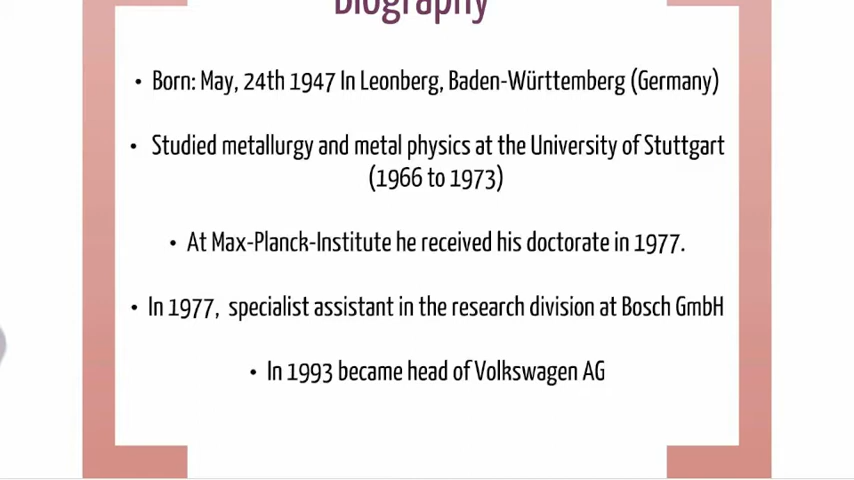 Biography
• Born: May, 24th 1947 In Leonberg, Baden-Württemberg (Germany)
• Studied metallurgy and metal physics at the University of Stuttgart
(1966 to 1973)
• At Max-Planck-Institute he received his doctorate in 1977.
• In 1977, specialist assistant in the research division at Bosch GmbH
• In 1993 became head of Volkswagen AG